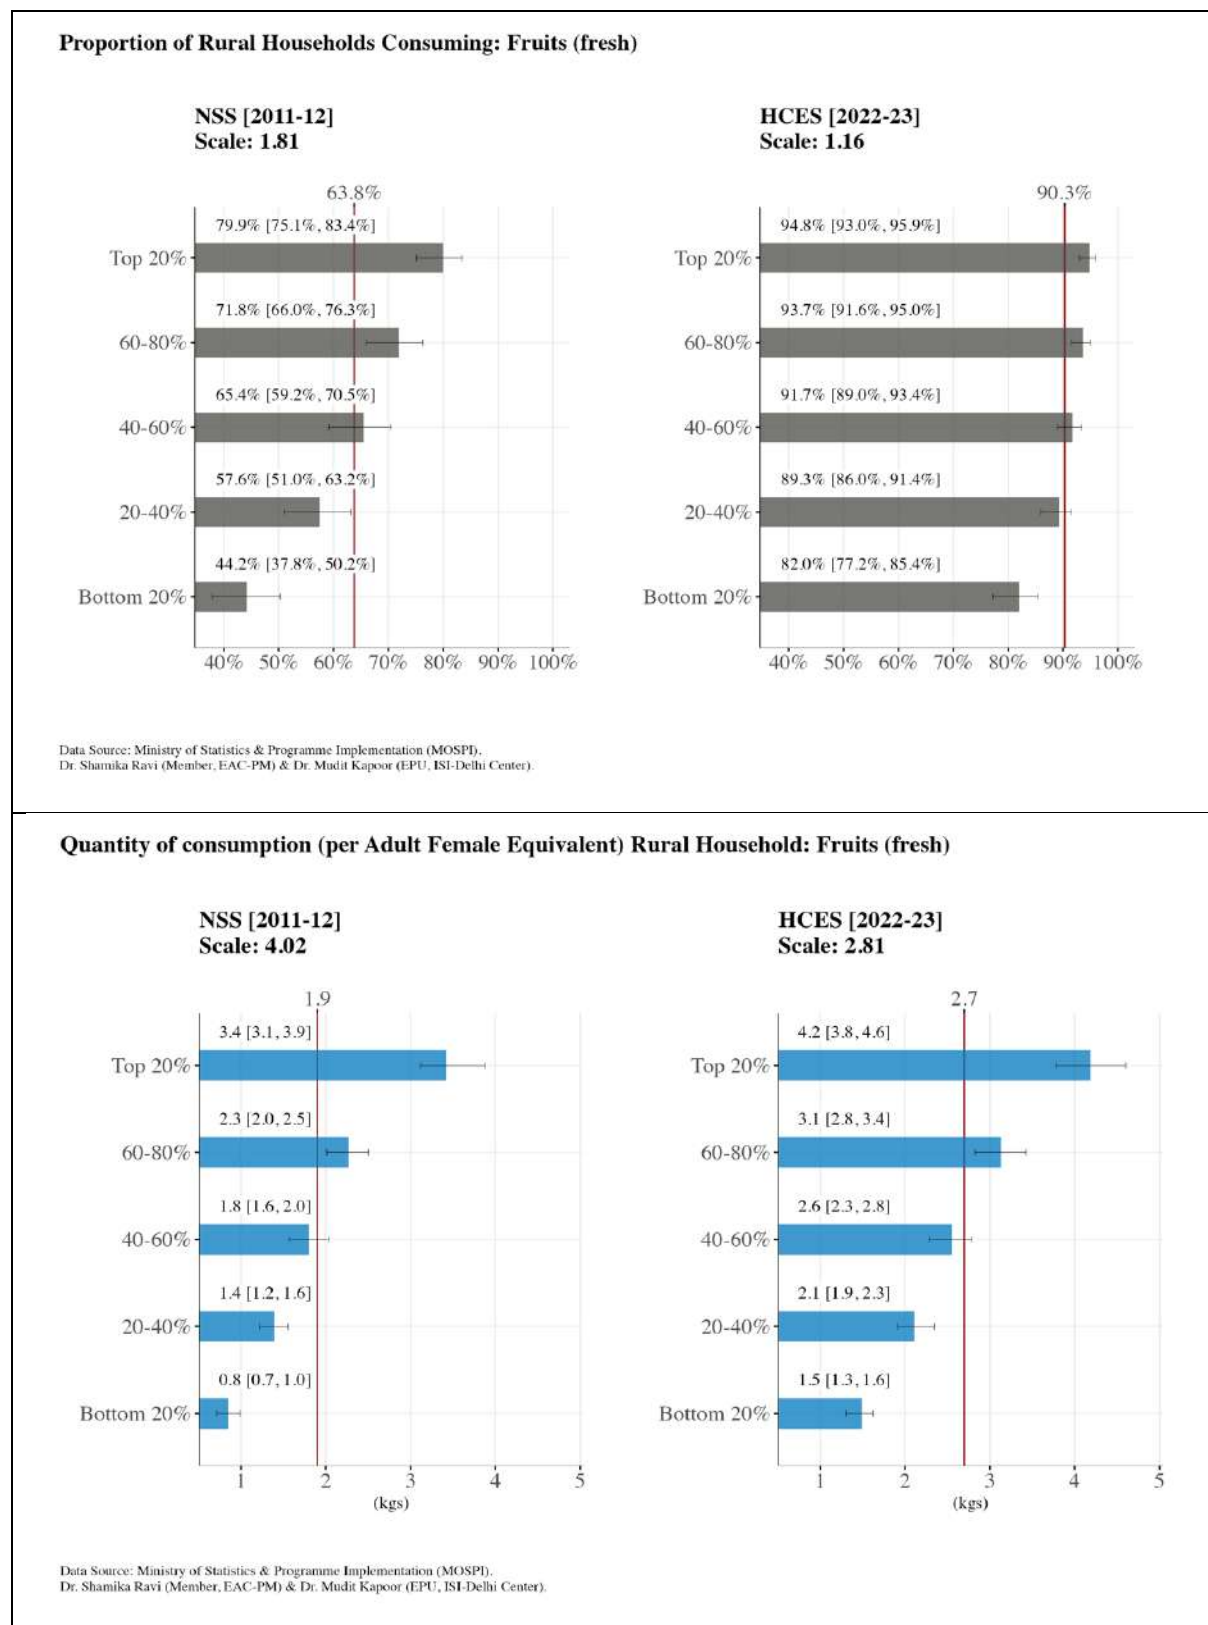 Proportion of Rural Households Consuming: Fruits (fresh)
NSS [2011-12]
Scale: 1.81
63.8%
79.9% [75.1%, 83.4%]
Top 20%
71.8% [66.0%, 76.3%]
60-80%
65.4% [59.2%, 70.5%]
40-60%
57.6% [51.0%, 63.2%]
20-40%
44.2% [37.8%, 50.2%]
Bottom 20%
40% 50% 60% 70% 80% 90% 100%
HCES [2022-23]
Scale: 1.16
90.3%
94.8% [93.0%, 95.9%]
Top 20%
93.7% [91.6%, 95.0%]
60-80%
91.7% [89.0%, 93.4%]
40-60%
89.3% [86.0%, 91.4%]
20-40%
82.0% [77.2%, 85.4%]
Bottom 20%
40% 50% 60% 70% 80% 90% 100%
Data Source: Ministry of Statistics & Programme Implementation (MOSPI).
Dr. Shamika Ravi (Member, EAC-PM) & Dr. Mudit Kapoor (EPU, ISI-Delhi Center).
Quantity of consumption (per Adult Female Equivalent) Rural Household: Fruits (fresh)
NSS [2011-12]
Scale: 4.02
1.9
3.4 [3.1, 3.9]
Top 20%
2.3 [2.0, 2.5]
60-80%
1.8 [1.6, 2.0]
40-60%
1.4 [1.2, 1.6]
20-40%
0.8 [0.7, 1.0]
Bottom 20%
1 2 3 4 5
(kgs)
HCES [2022-23]
Scale: 2.81
2.7
4.2 [3.8, 4.6]
Top 20%
3.1 [2.8, 3.4]
60-80%
2.6 [2.3, 2.8]
40-60%
2.1 [1.9, 2.3]
20-40%
1.5 [1.3, 1.6]
Bottom 20%
1 2 3 4 5
(kgs)
Data Source: Ministry of Statistics & Programme Implementation (MOSPI).
Dr. Shamika Ravi (Member, EAC-PM) & Dr. Mudit Kapoor (EPU, ISI-Delhi Center).